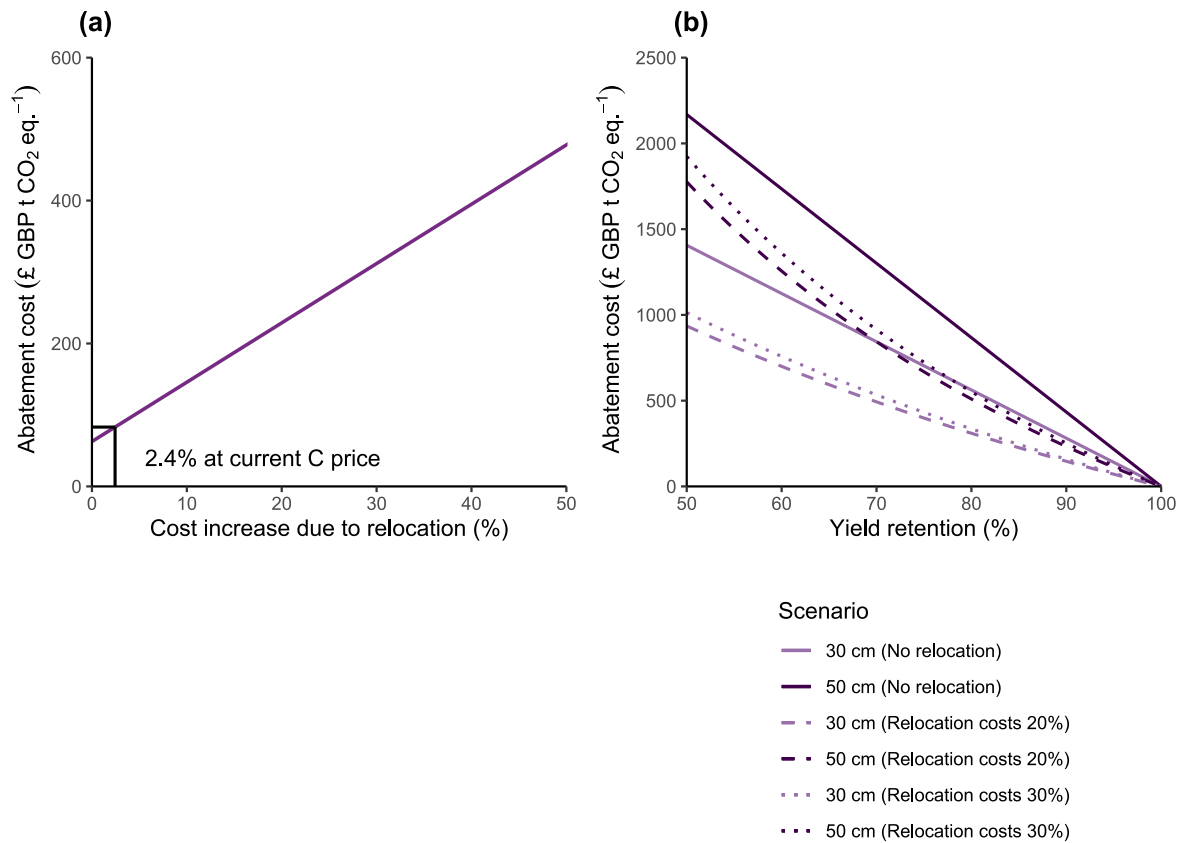 (a)
600
400
200
0
Abatement cost (£ GBP t CO₂ eq.⁻¹)
2.4% at current C price
0 10 20 30 40 50
Cost increase due to relocation (%)
(b)
2500
2000
1500
1000
500
0
Abatement cost (£ GBP t CO₂ eq.⁻¹)
50 60 70 80 90 100
Yield retention (%)
Scenario
30 cm (No relocation)
50 cm (No relocation)
30 cm (Relocation costs 20%)
50 cm (Relocation costs 20%)
30 cm (Relocation costs 30%)
50 cm (Relocation costs 30%)